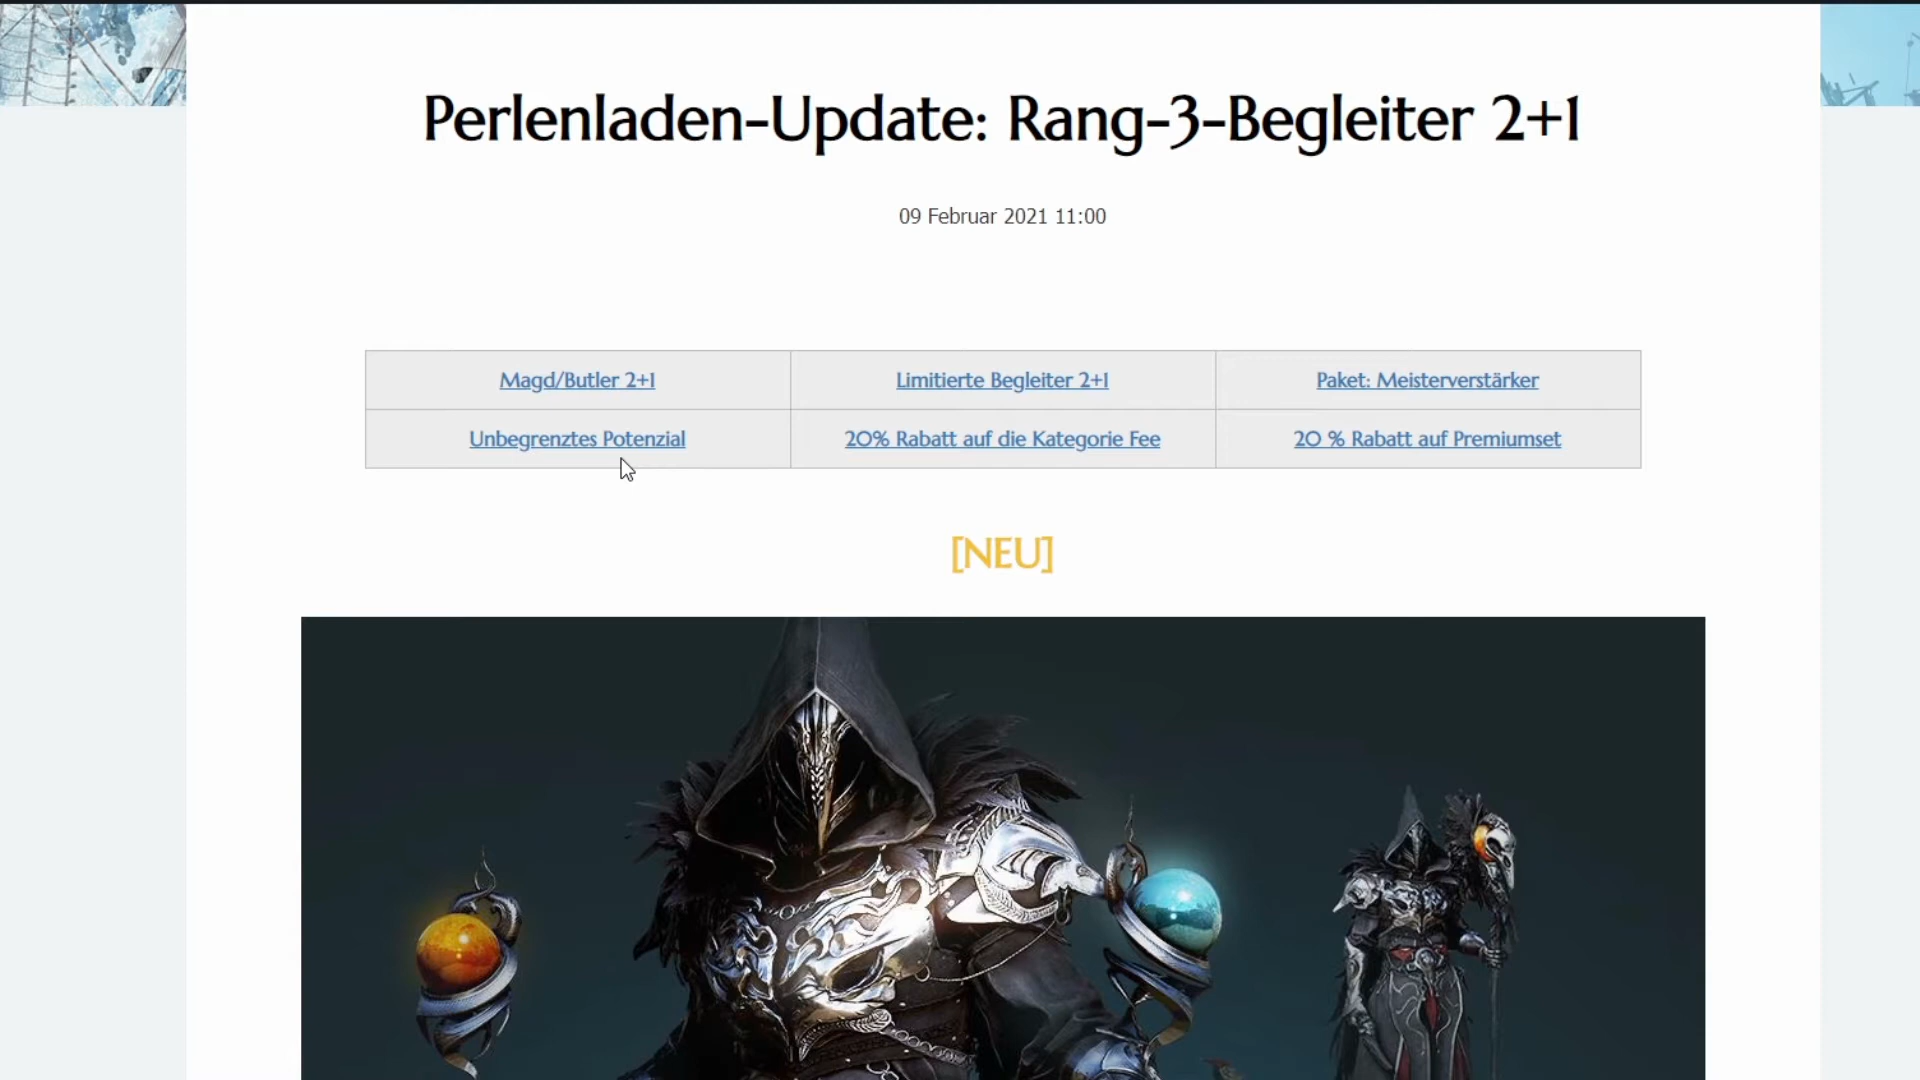 Perlenladen-Update: Rang-3-Begleiter 2+1
09 Februar 2021 11:00
Magd/Butler 2+1
Limitierte Begleiter 2+1
Paket: Meisterverstärker
Unbegrenztes Potenzial
20% Rabatt auf die Kategorie Fee
20 % Rabatt auf Premiumset
[NEU]